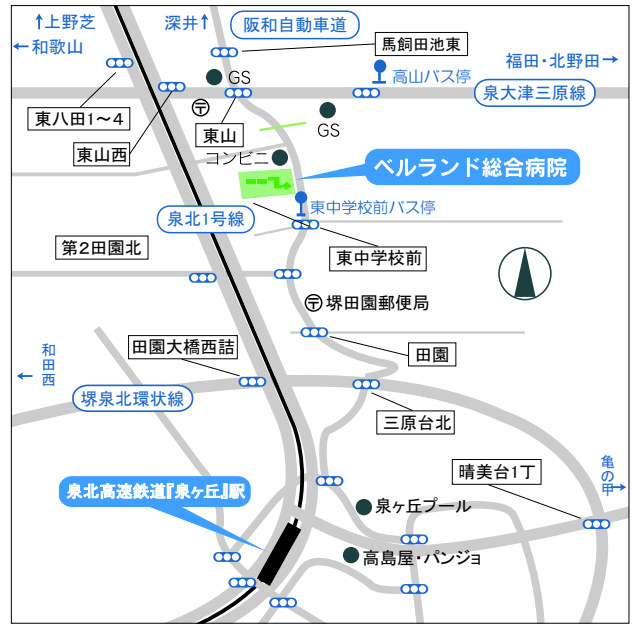 ↑上野芝
深井↑
阪和自動車道
←和歌山
馬飼田池東
福田・北野田→
GS
高山バス停
泉大津三原線
〒
東八田1～4
東山
GS
東山西
コンビニ
ベルランド総合病院
東中学校前バス停
泉北1号線
第2田園北
東中学校前
〒堺田園郵便局
田園大橋西詰
田園
和田西
←
堺泉北環状線
三原台北
晴美台1丁
亀の甲
→
泉北高速鉄道『泉ヶ丘』駅
泉ヶ丘プール
高島屋・パンジョ